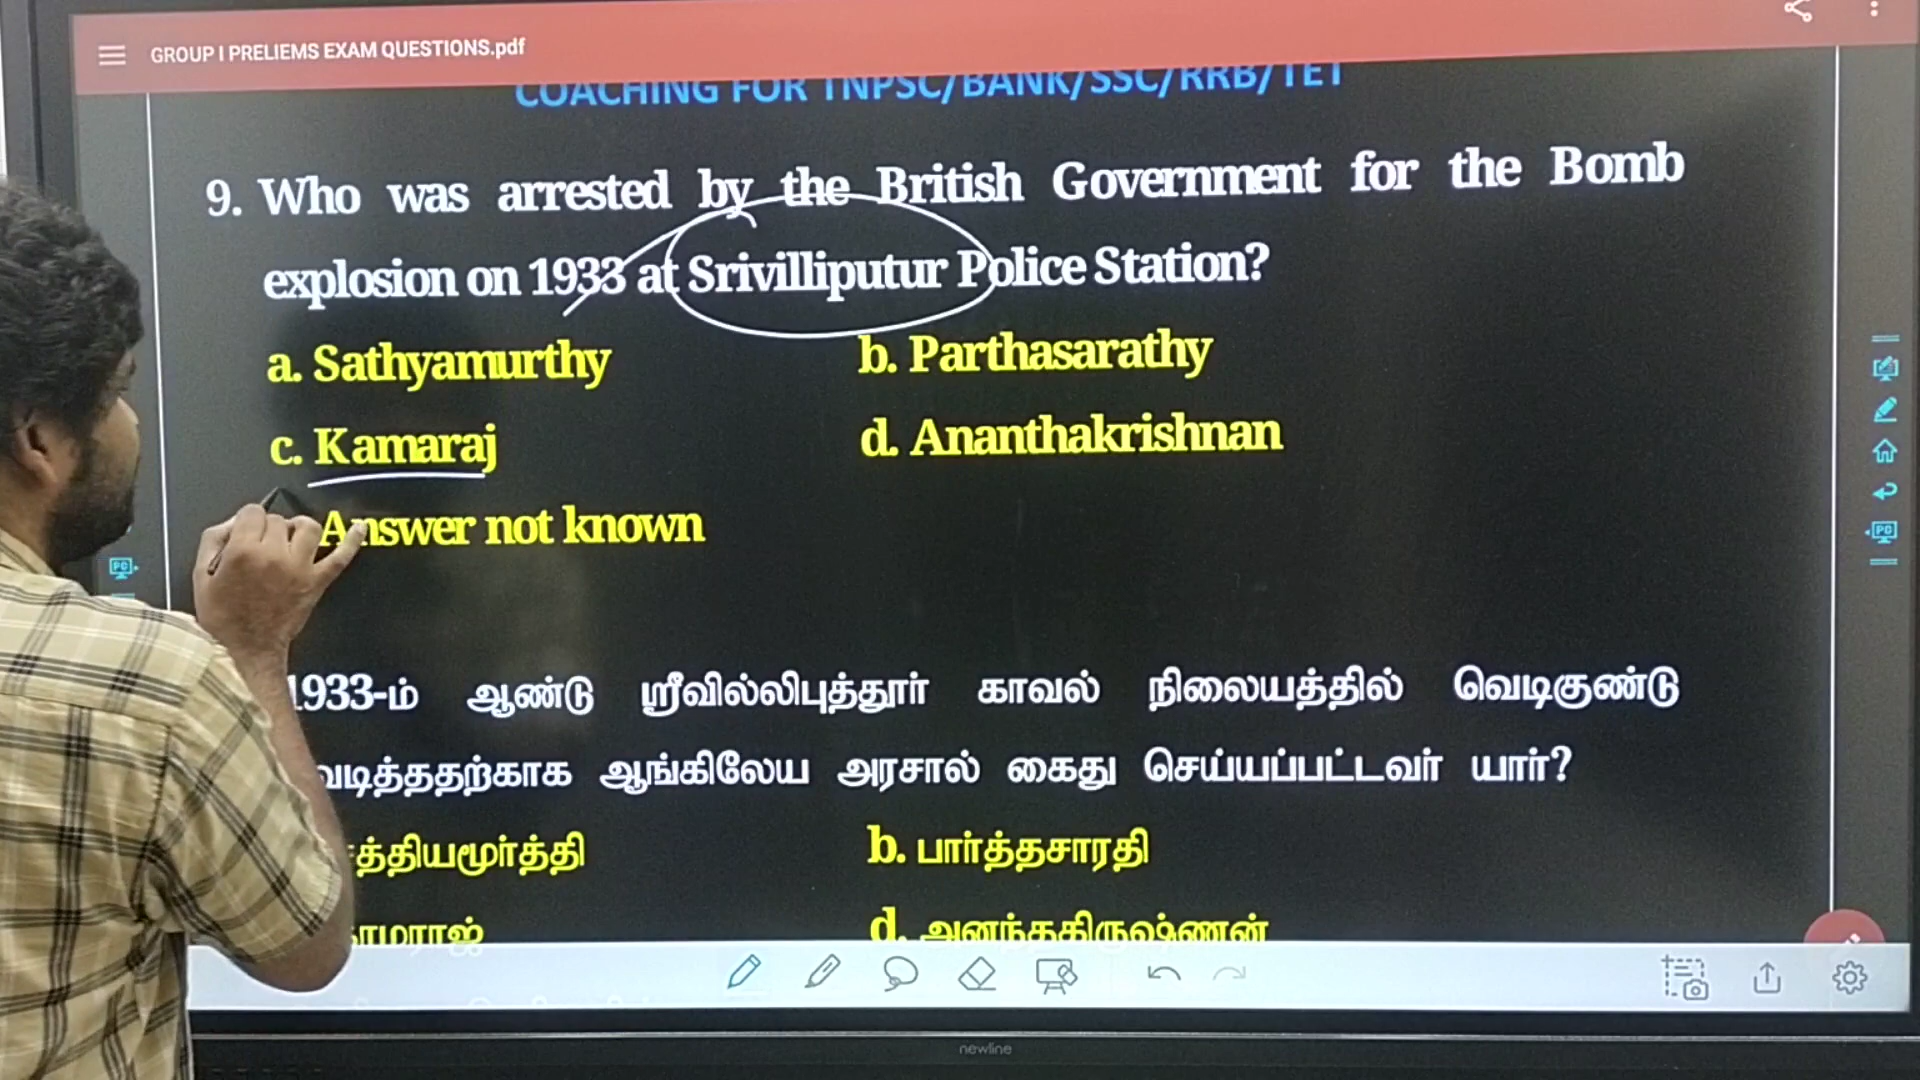 GROUP I PRELIEMS EXAM QUESTIONS.pdf
COACHING FOR TNPSC/BANK/SSC/RRB/TET
9. Who was arrested by the British Government for the Bomb
explosion on 1933 at Srivilliputur Police Station?
a. Sathyamurthy b. Parthasarathy
c. Kamaraj d. Ananthakrishnan
Answer not known
1933-ம் ஆண்டு ஸ்ரீவில்லிபுத்தூர் காவல் நிலையத்தில் வெடிகுண்டு
வெடித்ததற்காக ஆங்கிலேய அரசால் கைது செய்யப்பட்டவர் யார்?
சத்தியமூர்த்தி b. பார்த்தசாரதி
காமராஜ் d. அனந்தகிருஷ்ணன்
newline